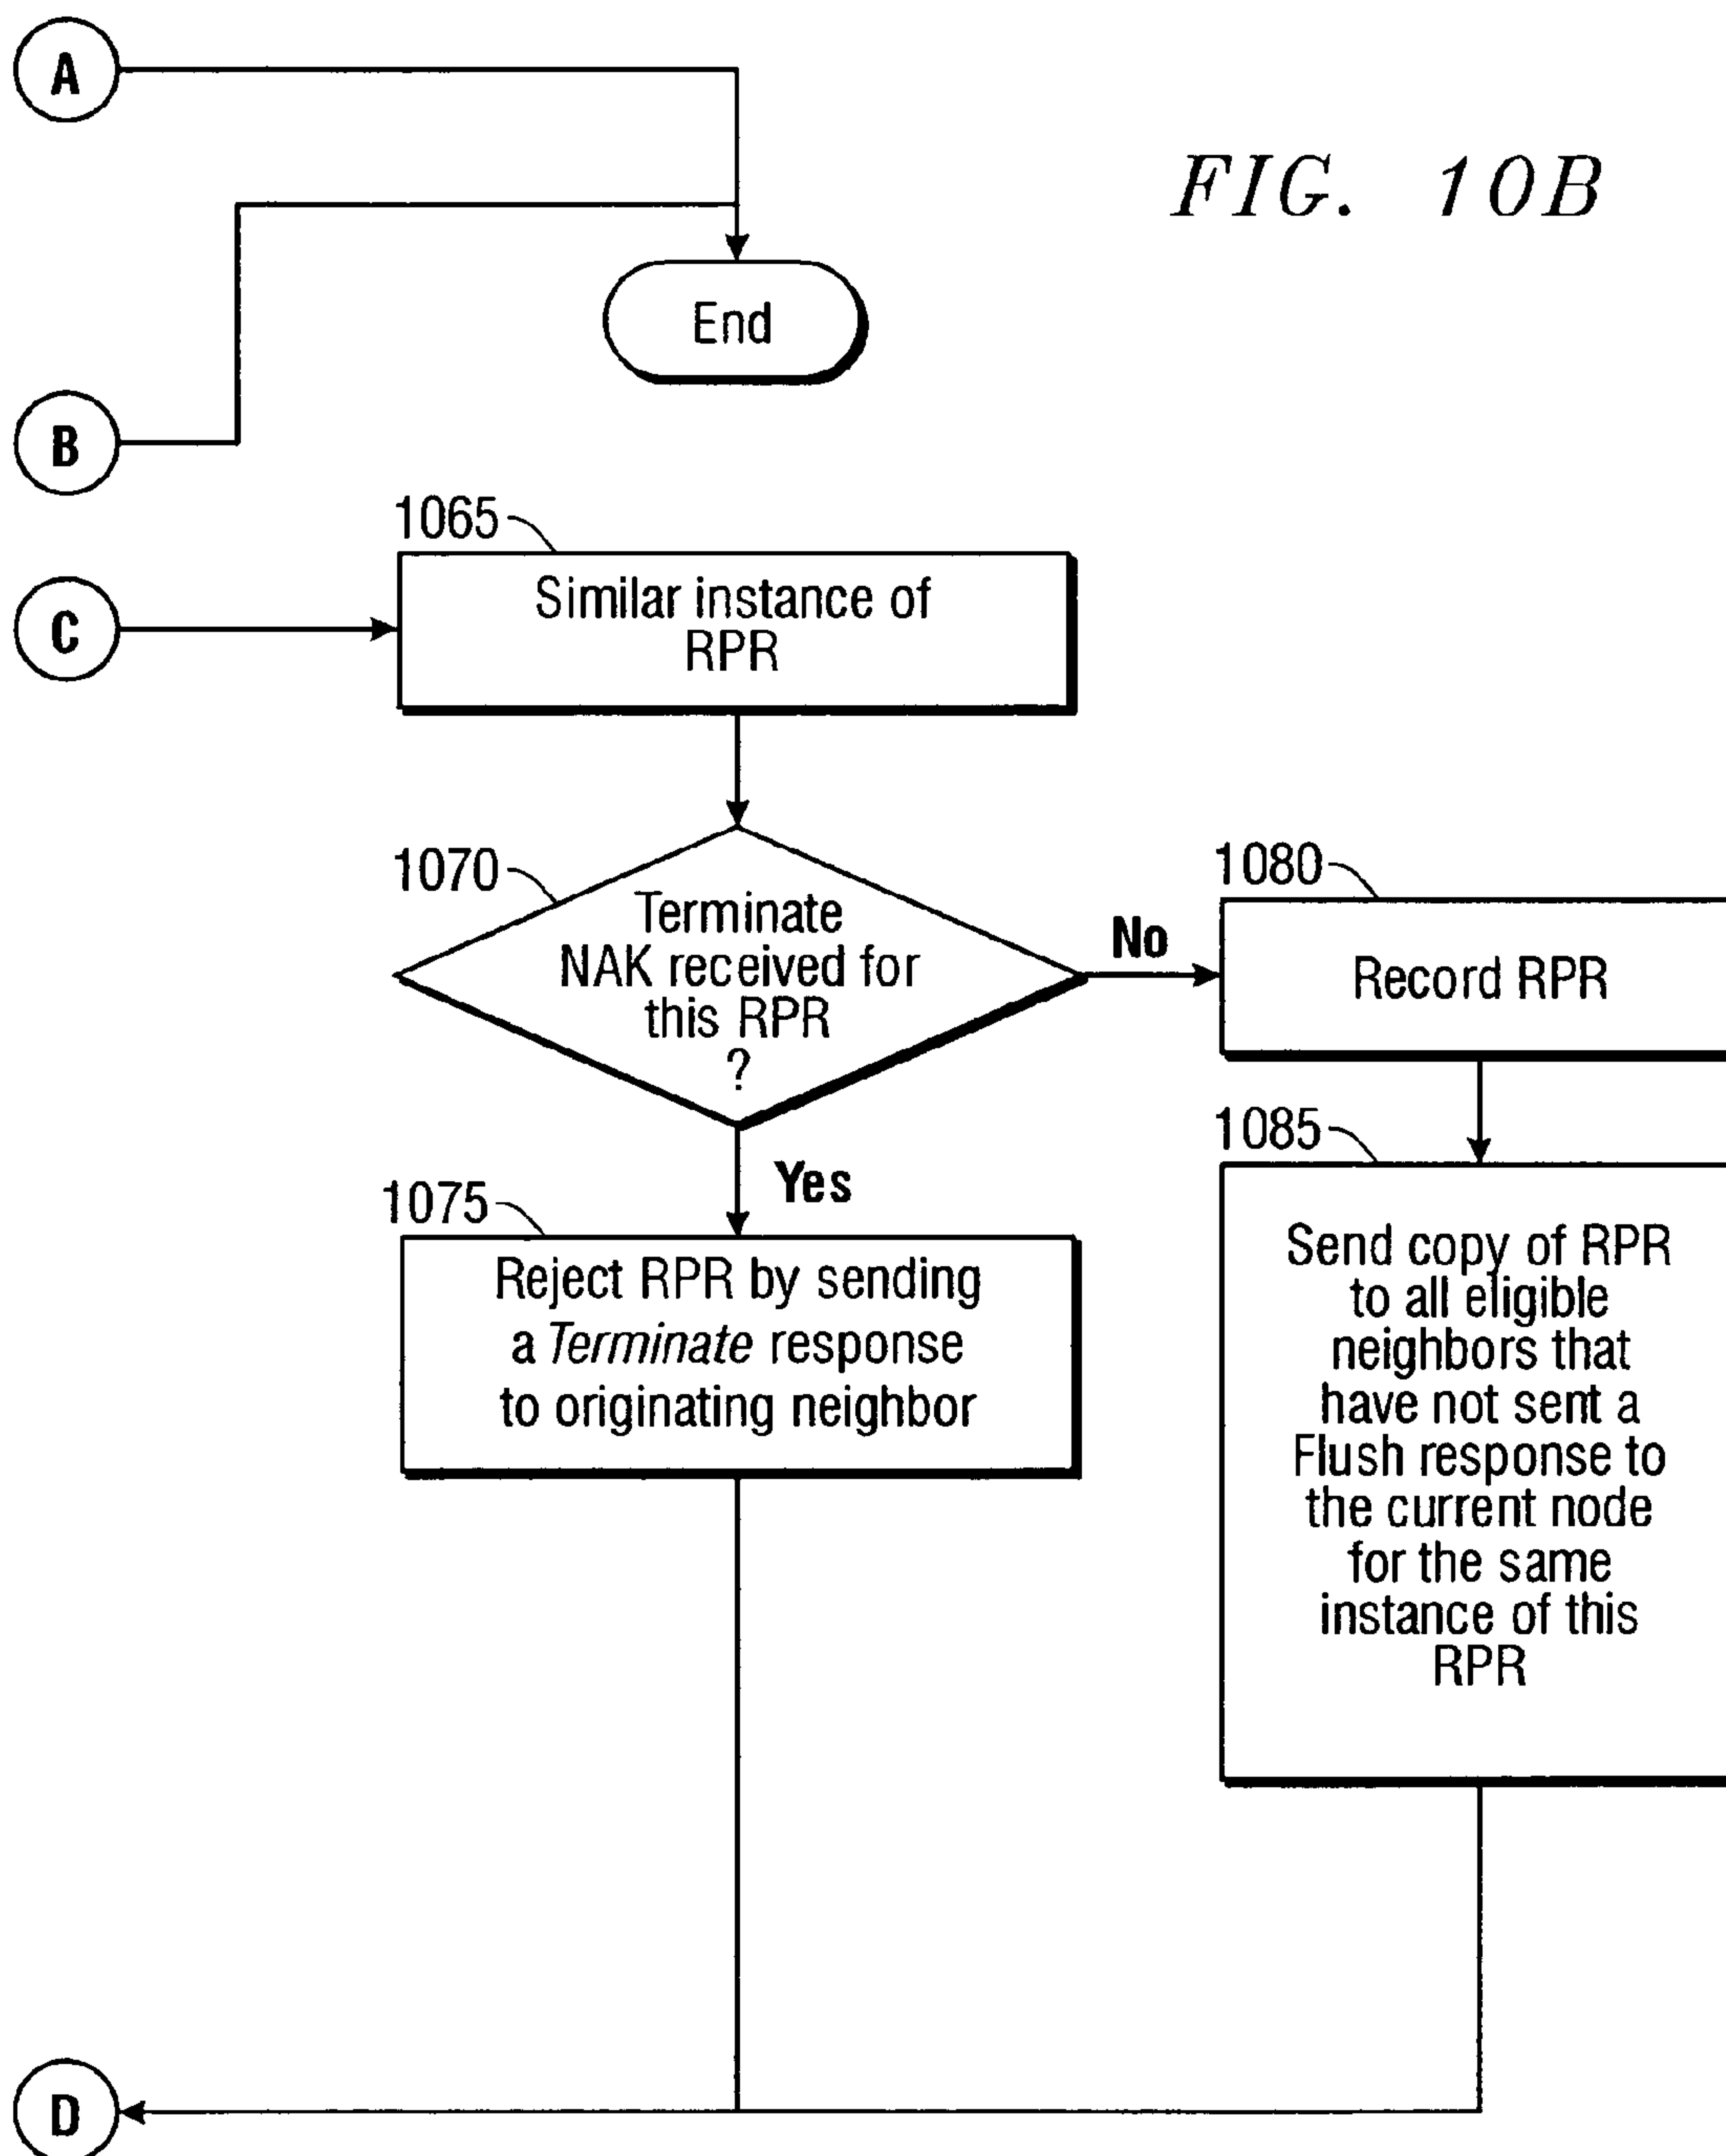 A
FIG. 10B
End
B
1065
C
Similar instance of
RPR
1070
Terminate
NAK received for
this RPR
?
No
1080
Record RPR
Yes
1075
Reject RPR by sending
a Terminate response
to originating neighbor
1085
Send copy of RPR
to all eligible
neighbors that
have not sent a
Flush response to
the current node
for the same
instance of this
RPR
D